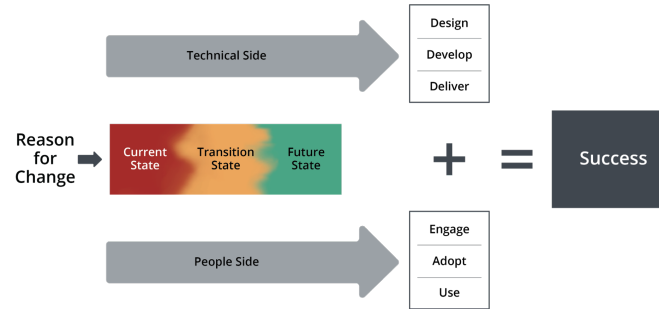 Technical Side
Design
Develop
Deliver
Reason
for
Change
Current
State
Transition
State
Future
State
+
=
Success
People Side
Engage
Adopt
Use